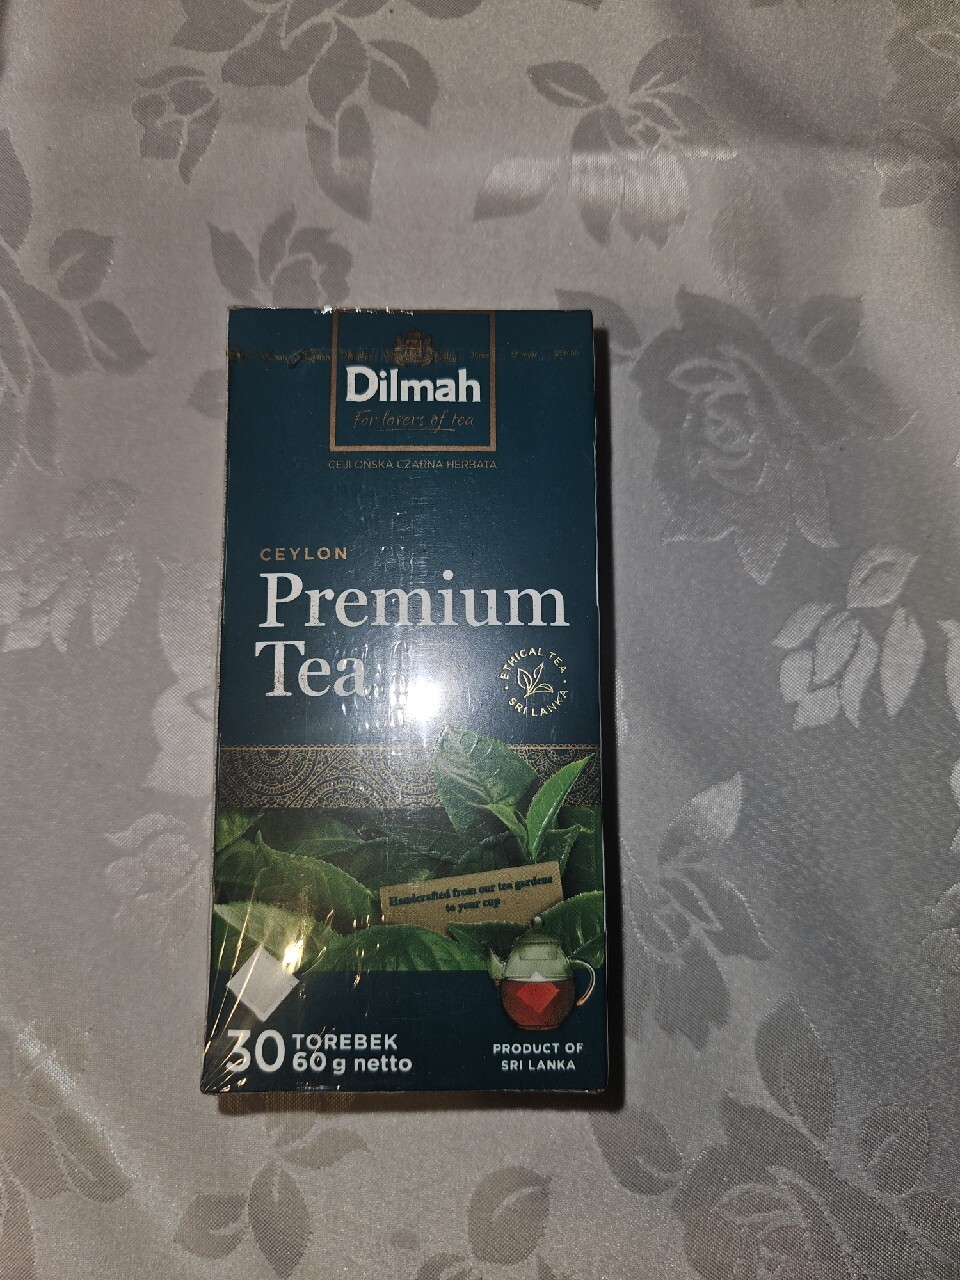 Dilmah
For lovers of tea
CEJLOŃSKA CZARNA HERBATA
CEYLON
Premium
Tea
ETHICAL TEA
SRI LANKA
Handcrafted from our tea gardens
to your cup
30 TOREBEK
60 g netto
PRODUCT OF
SRI LANKA